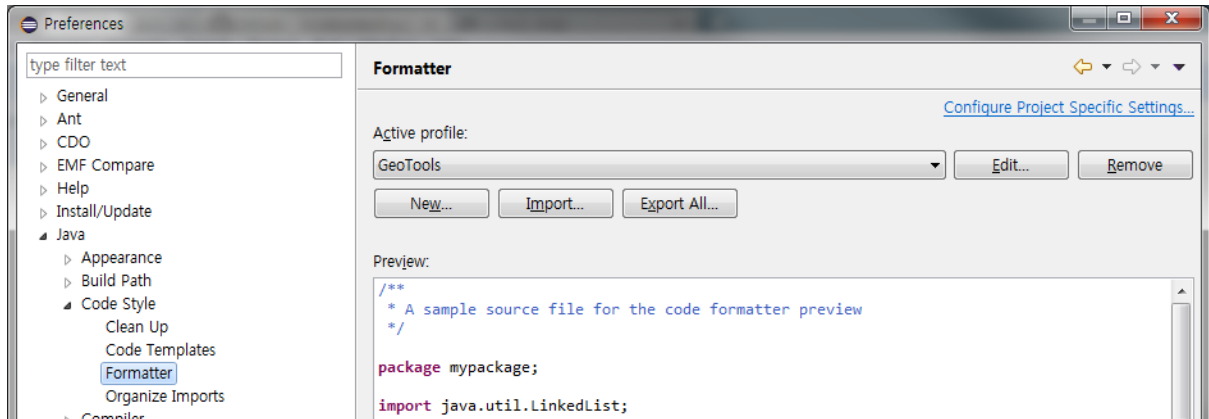 Preferences
type filter text
General
Ant
CDO
EMF Compare
Help
Install/Update
Java
Appearance
Build Path
Code Style
Clean Up
Code Templates
Formatter
Organize Imports
Compiler
Formatter
Configure Project Specific Settings...
Active profile:
GeoTools
Edit...
Remove
New...
Import...
Export All...
Preview:
/**
* A sample source file for the code formatter preview
*/
package mypackage;
import java.util.LinkedList;